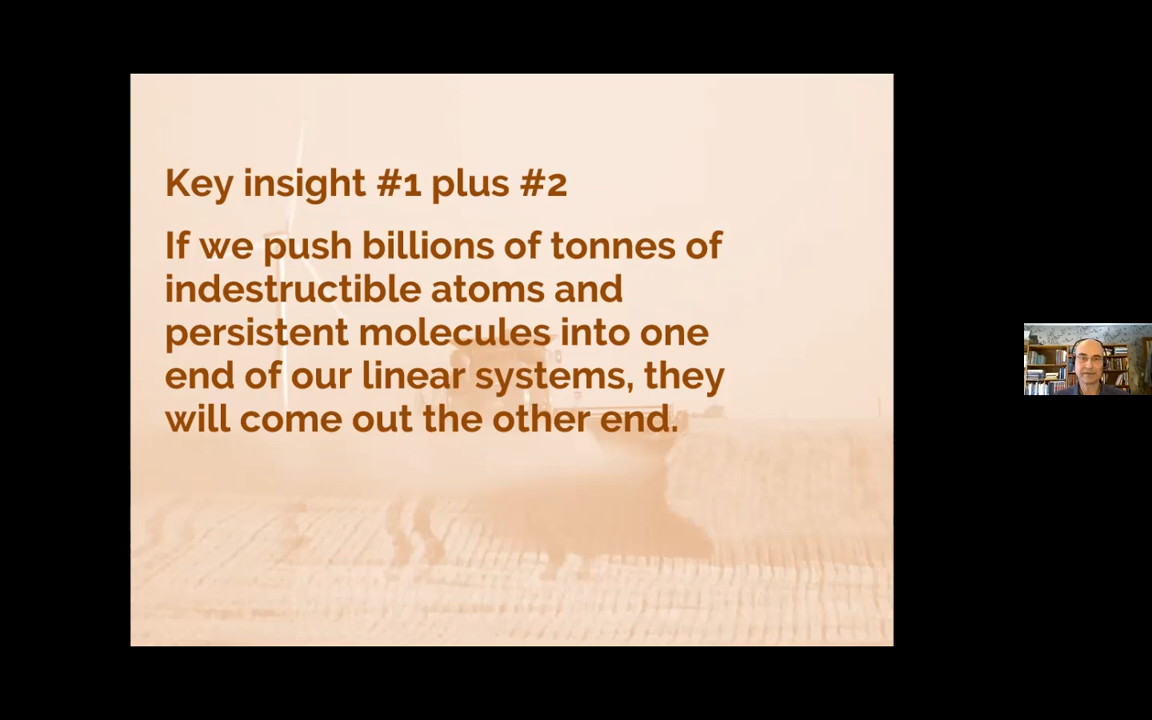 Key insight #1 plus #2
If we push billions of tonnes of
indestructible atoms and
persistent molecules into one
end of our linear systems, they
will come out the other end.